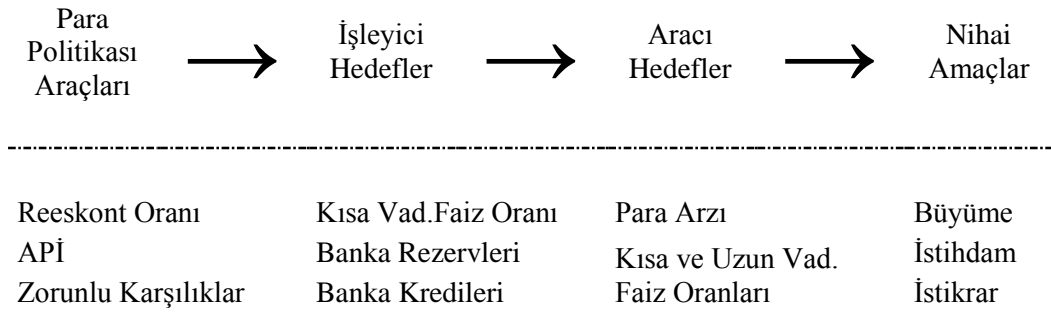 Para
Politikası
Araçları
İşleyici
Hedefler
Aracı
Hedefler
Nihai
Amaçlar
Reeskont Oranı
API
Zorunlu Karşılıklar
Kısa Vad.Faiz Oranı
Banka Rezervleri
Banka Kredileri
Para Arzı
Kısa ve Uzun Vad.
Faiz Oranları
Büyüme
İstihdam
İstikrar